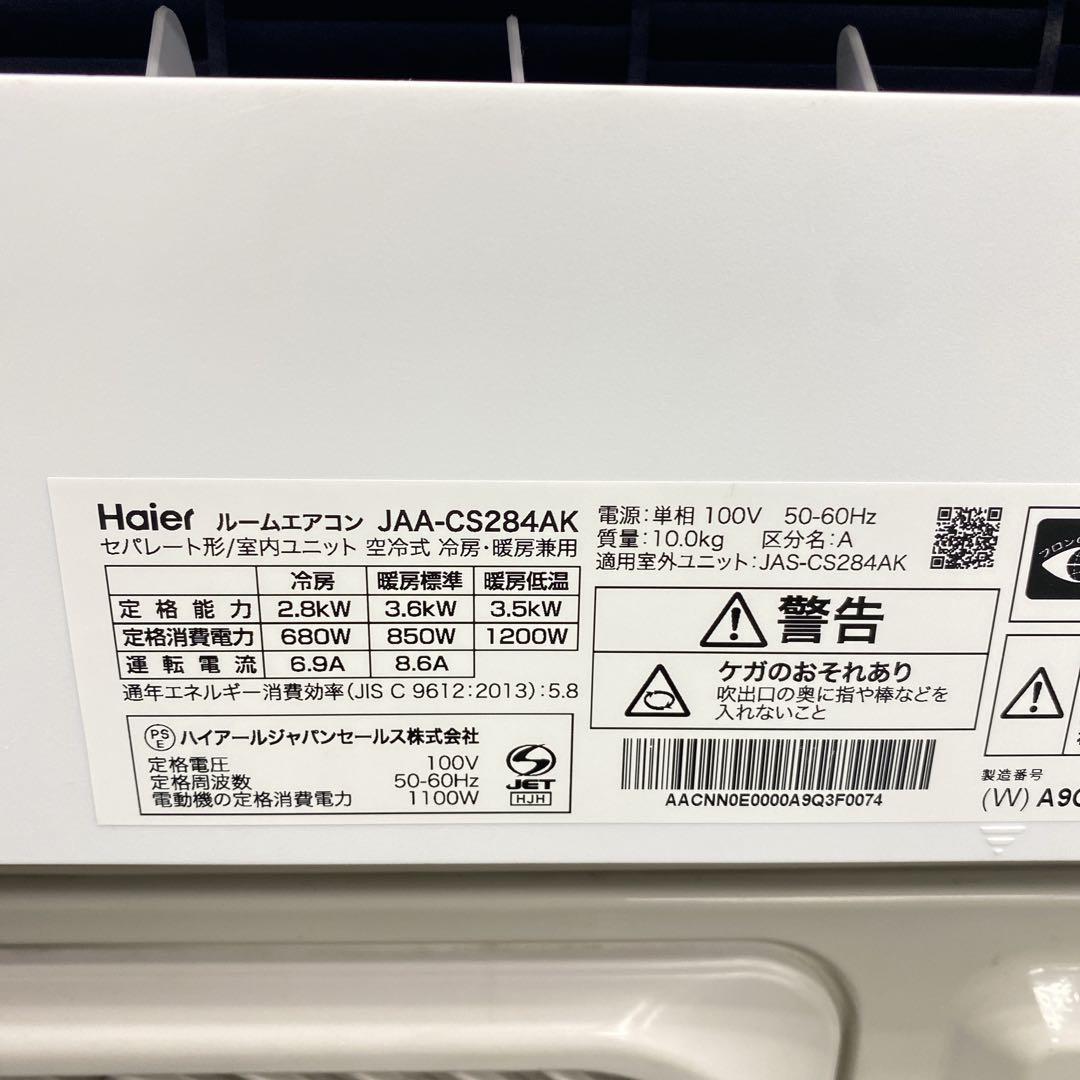 Haier ルームエアコン JAA-CS284AK
セパレート形/室内ユニット 空冷式 冷房・暖房兼用
冷房 暖房標準 暖房低温
定格能力 2.8kW 3.6kW 3.5kW
定格消費電力 680W 850W 1200W
運転電流 6.9A 8.6A
通年エネルギー消費効率(JIS C 9612:2013):5.8
PSE ハイアールジャパンセールス株式会社
定格電圧 100V
定格周波数 50-60Hz
電動機の定格消費電力 1100W
JET
HJH
電源:単相 100V 50-60Hz
質量:10.0kg 区分名:A
適用室外ユニット:JAS-CS284AK
警告
ケガのおそれあり
吹出口の奥に指や棒などを
入れないこと
AACNN0E0000A9Q3F0074
フロンの
製造番号
(W) A9